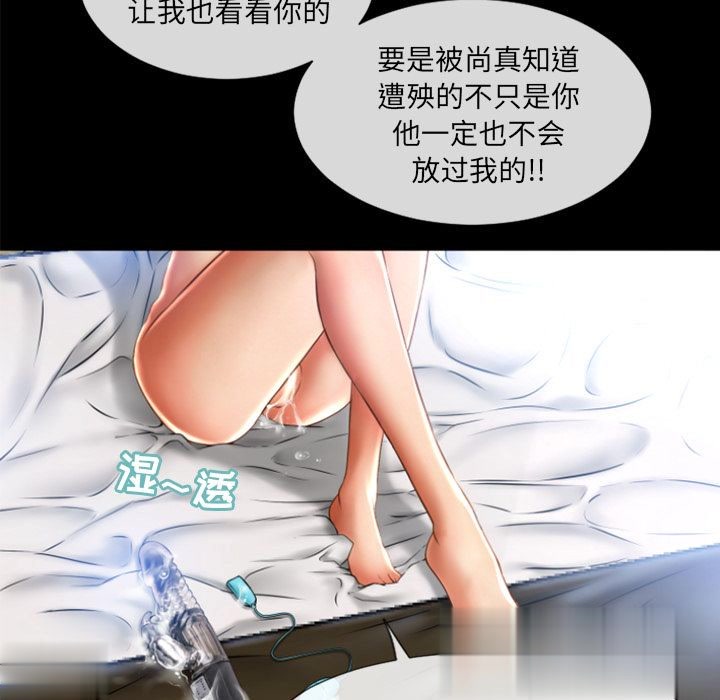 让我也看看你的
要是被尚真知道
遭殃的不只是你
他一定也不会
放过我的!!
湿~透